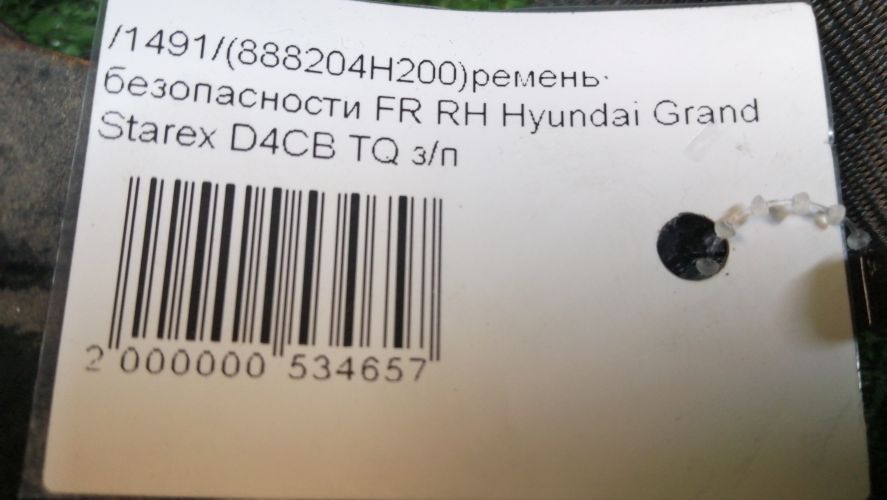 /1491/(888204H200)ремень
безопасности FR RH Hyundai Grand
Starex D4CB TQ з/п
2 000000 534657